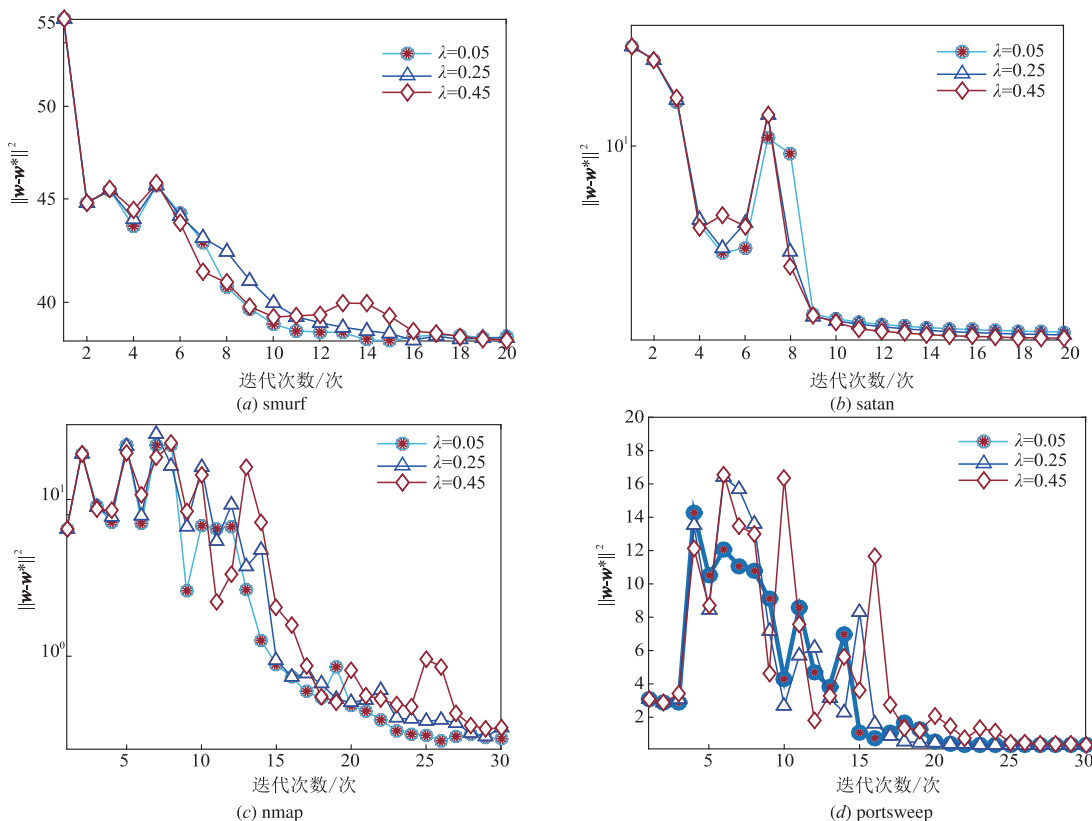 55
50
45
40
||w-w*||²
λ=0.05
λ=0.25
λ=0.45
2 4 6 8 10 12 14 16 18 20
迭代次数/次
(a) smurf
10¹
||w-w*||²
λ=0.05
λ=0.25
λ=0.45
2 4 6 8 10 12 14 16 18 20
迭代次数/次
(b) satan
10¹
10⁰
||w-w*||²
λ=0.05
λ=0.25
λ=0.45
5 10 15 20 25 30
迭代次数/次
(c) nmap
20
18
16
14
12
10
8
6
4
2
||w-w*||²
λ=0.05
λ=0.25
λ=0.45
5 10 15 20 25 30
迭代次数/次
(d) portsweep